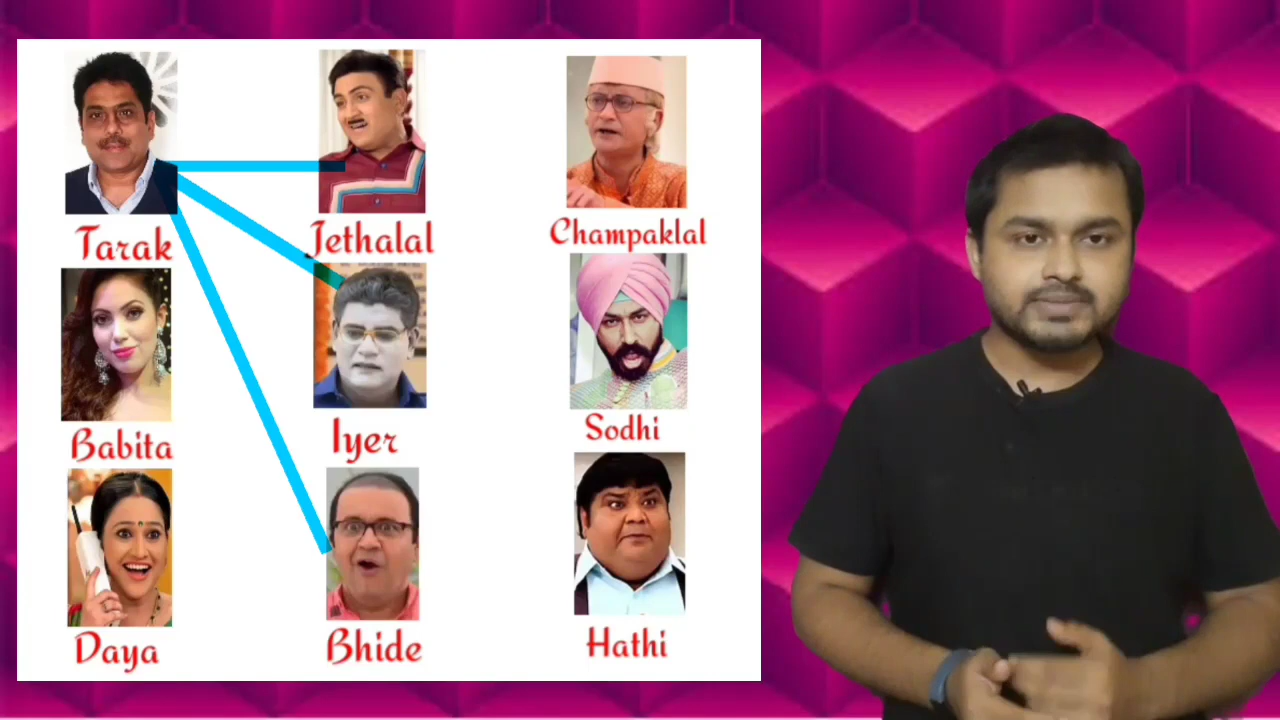 Tarak
Jethalal
Champaklal
Babita
Iyer
Sodhi
Daya
Bhide
Hathi